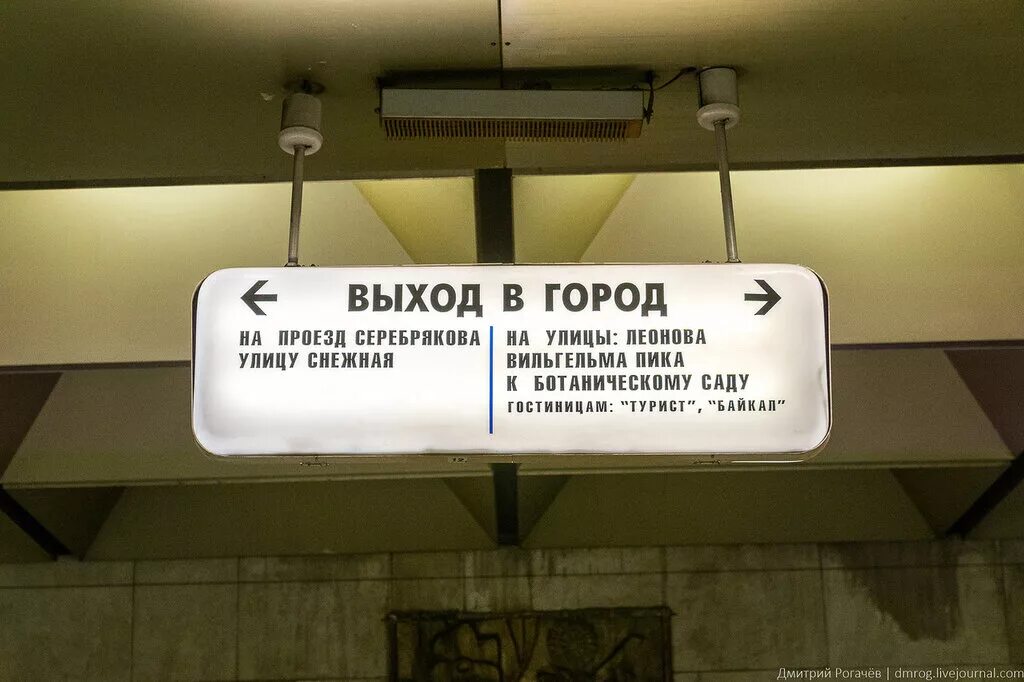 ← ВЫХОД В ГОРОД →
НА ПРОЕЗД СЕРЕБРЯКОВА
УЛИЦУ СНЕЖНАЯ
НА УЛИЦЫ: ЛЕОНОВА
ВИЛЬГЕЛЬМА ПИКА
К БОТАНИЧЕСКОМУ САДУ
ГОСТИНИЦАМ: "ТУРИСТ", "БАЙКАЛ"
12
Дмитрий Рогачёв | dmrog.livejournal.com